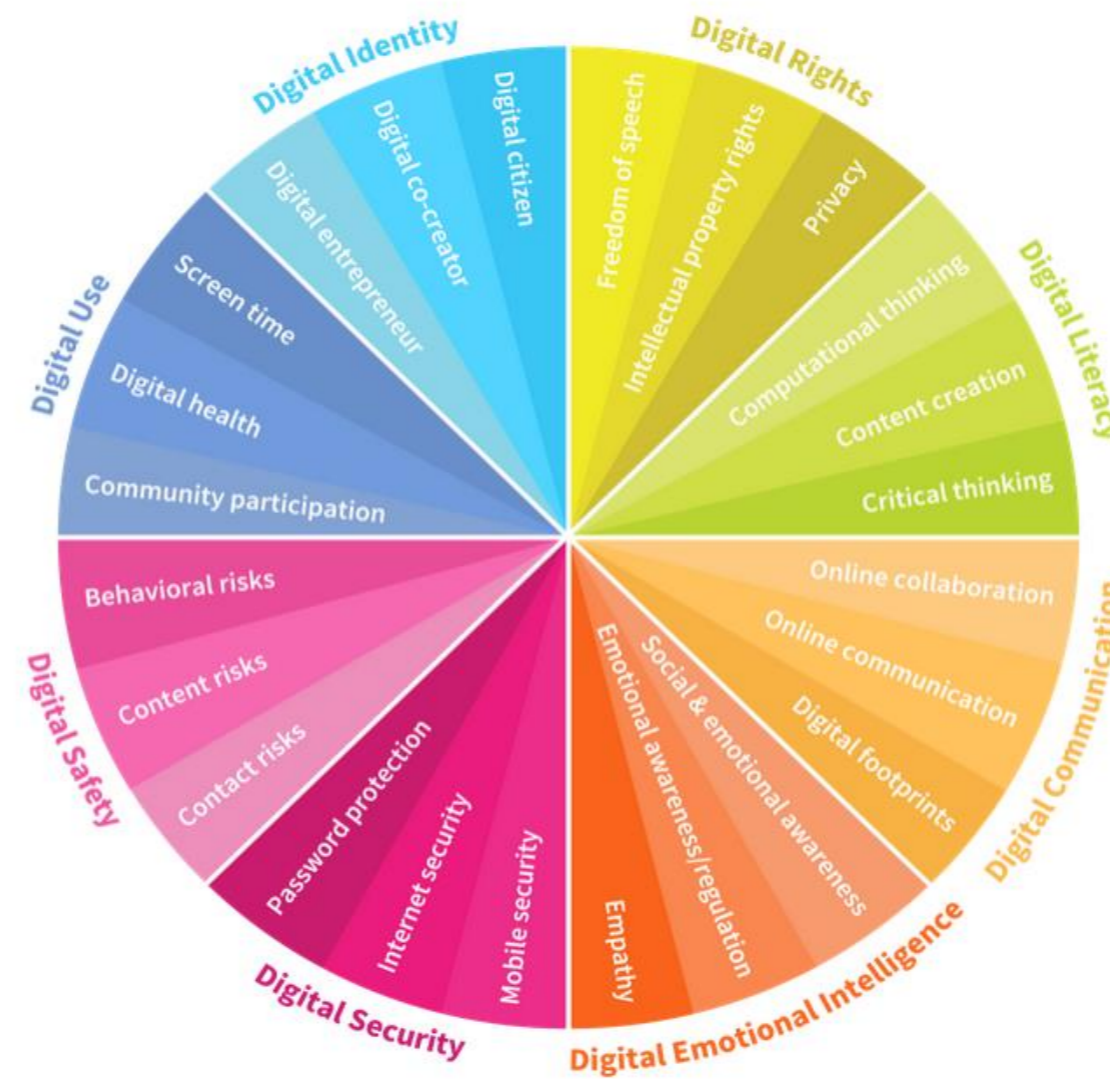 Digital Identity
Digital entrepreneur
Digital co-creator
Digital citizen
Digital Rights
Freedom of speech
Intellectual property rights
Privacy
Digital Literacy
Computational thinking
Content creation
Critical thinking
Digital Communication
Online collaboration
Online communication
Digital footprints
Digital Emotional Intelligence
Social & emotional awareness
Emotional awareness/regulation
Empathy
Digital Security
Mobile security
Internet security
Password protection
Digital Safety
Contact risks
Content risks
Behavioral risks
Digital Use
Community participation
Digital health
Screen time